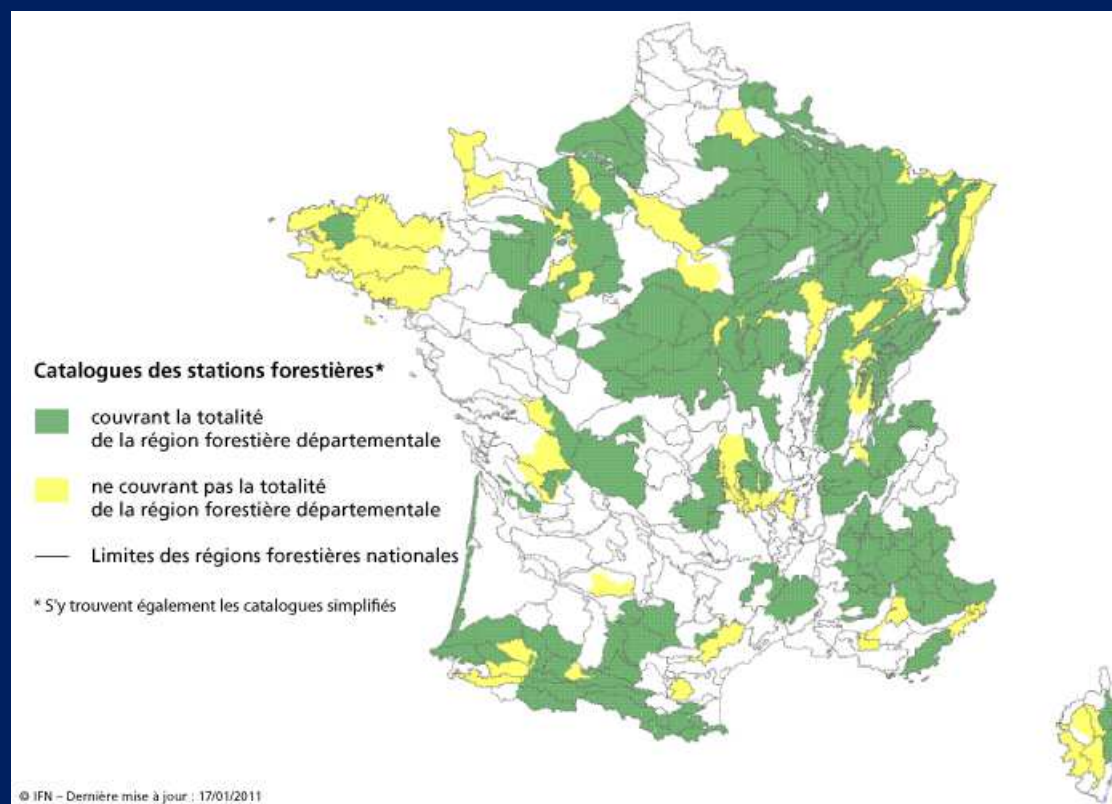 Catalogues des stations forestières*
couvrant la totalité
de la région forestière départementale
ne couvrant pas la totalité
de la région forestière départementale
Limites des régions forestières nationales
* S'y trouvent également les catalogues simplifiés
© IFN – Dernière mise à jour : 17/01/2011